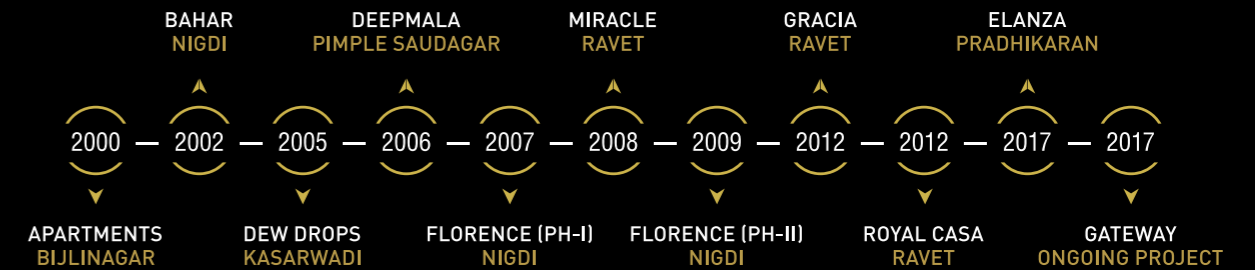 BAHAR
NIGDI
DEEPMALA
PIMPLE SAUDAGAR
MIRACLE
RAVET
GRACIA
RAVET
ELANZA
PRADHIKARAN
2000 — 2002 — 2005 — 2006 — 2007 — 2008 — 2009 — 2012 — 2012 — 2017 — 2017
APARTMENTS
BIJLINAGAR
DEW DROPS
KASARWADI
FLORENCE (PH-I)
NIGDI
FLORENCE (PH-II)
NIGDI
ROYAL CASA
RAVET
GATEWAY
ONGOING PROJECT